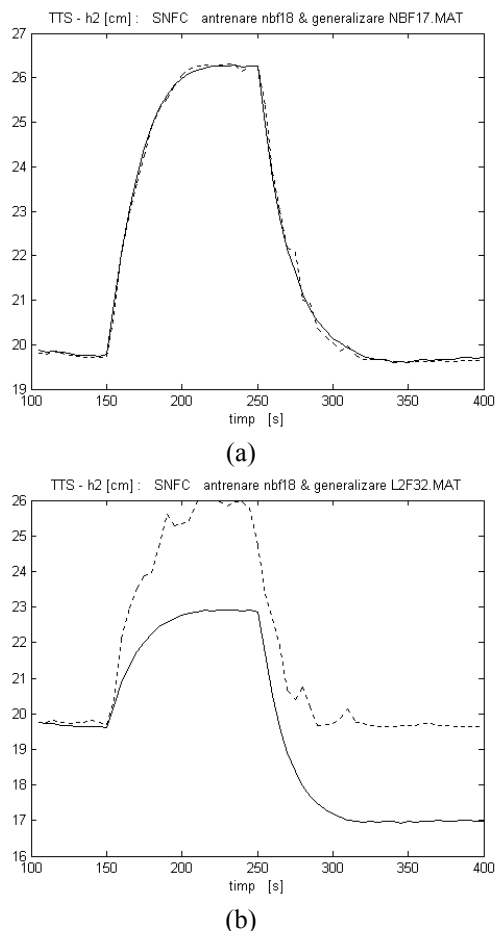 TTS - h2 [cm] : SNFC antrenare nbf18 & generalizare NBF17.MAT
27
26
25
24
23
22
21
20
19
100 150 200 250 300 350 400
timp [s]
(a)
TTS - h2 [cm] : SNFC antrenare nbf18 & generalizare L2F32.MAT
26
25
24
23
22
21
20
19
18
17
16
100 150 200 250 300 350 400
timp [s]
(b)